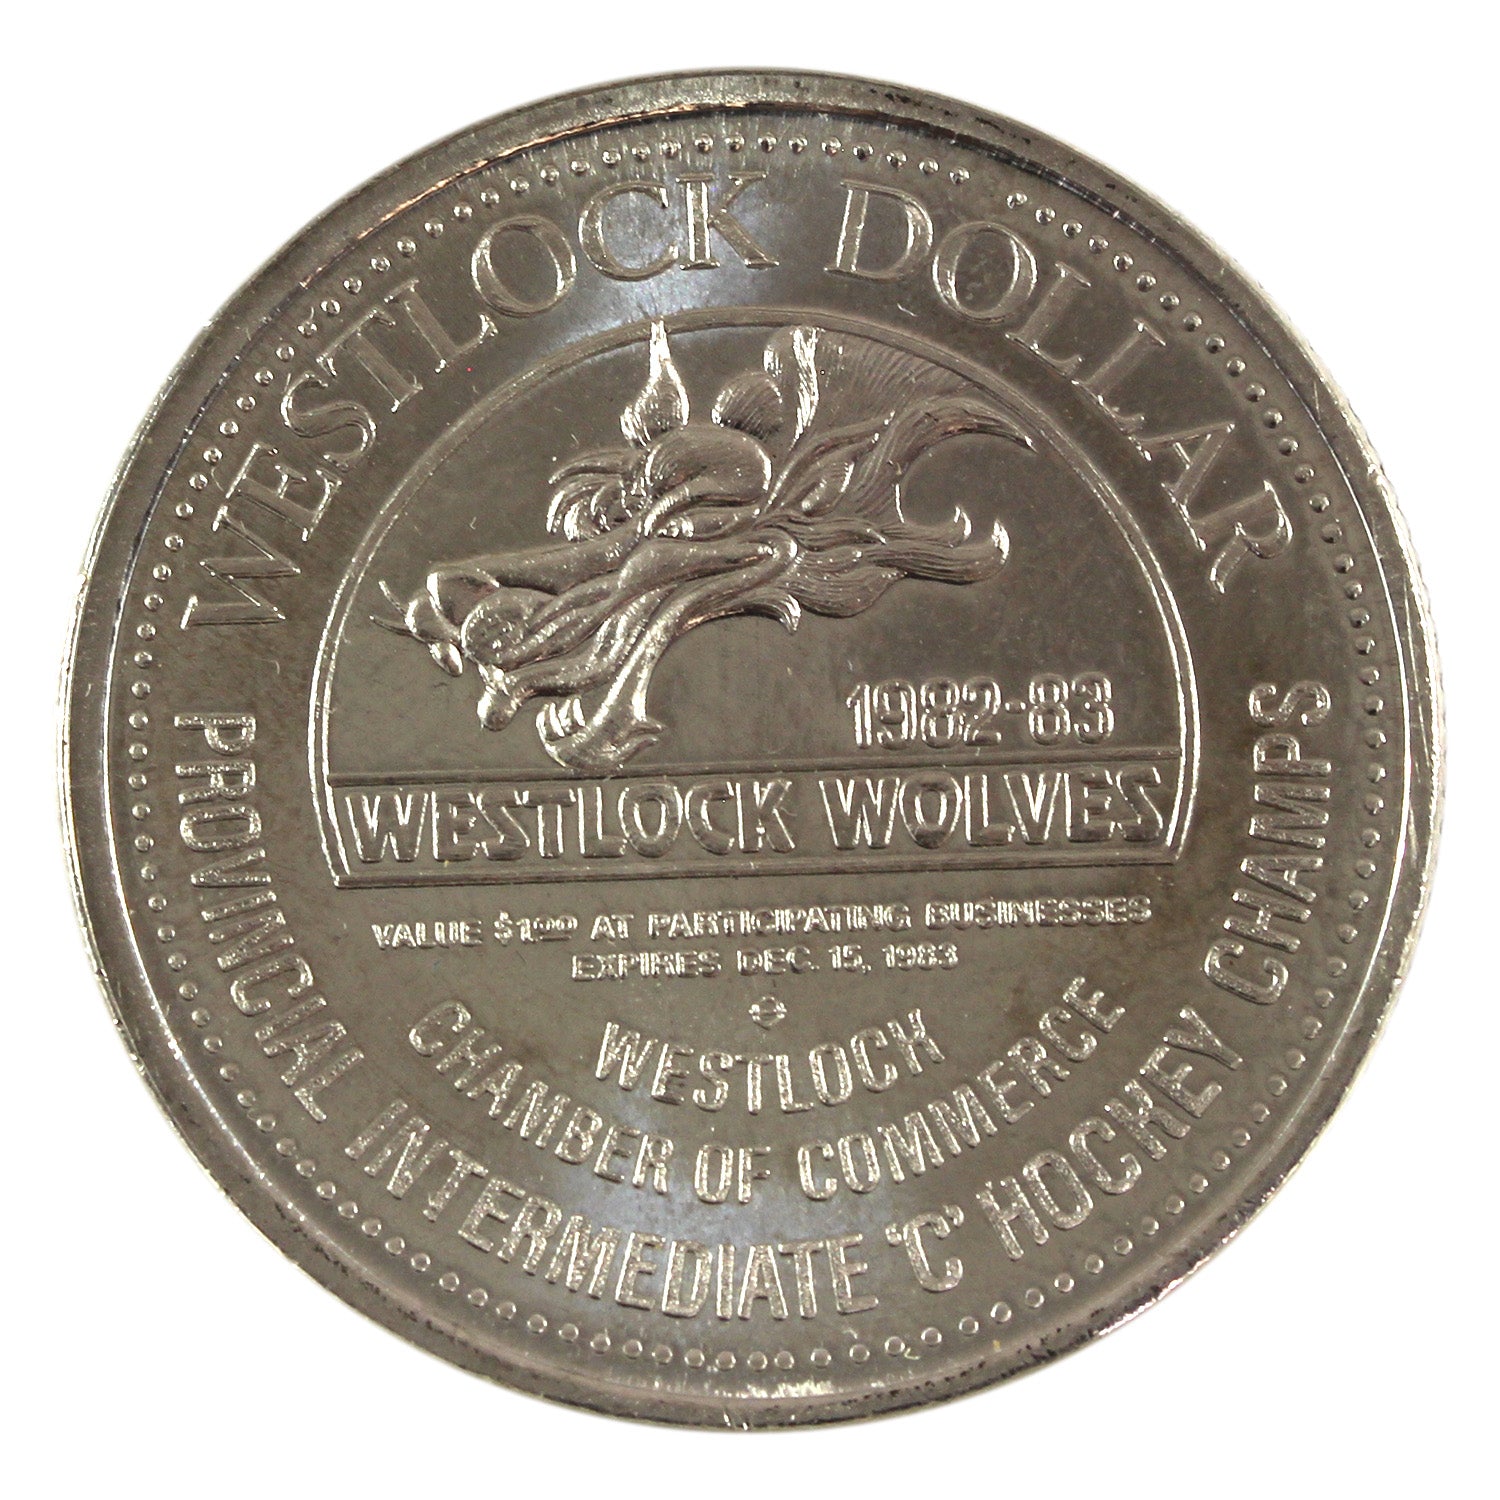 WESTLOCK DOLLAR
1982-83
WESTLOCK WOLVES
VALUE $1.00 AT PARTICIPATING BUSINESSES
EXPIRES DEC. 15, 1983
WESTLOCK
CHAMBER OF COMMERCE
PROVINCIAL INTERMEDIATE 'C' HOCKEY CHAMPS